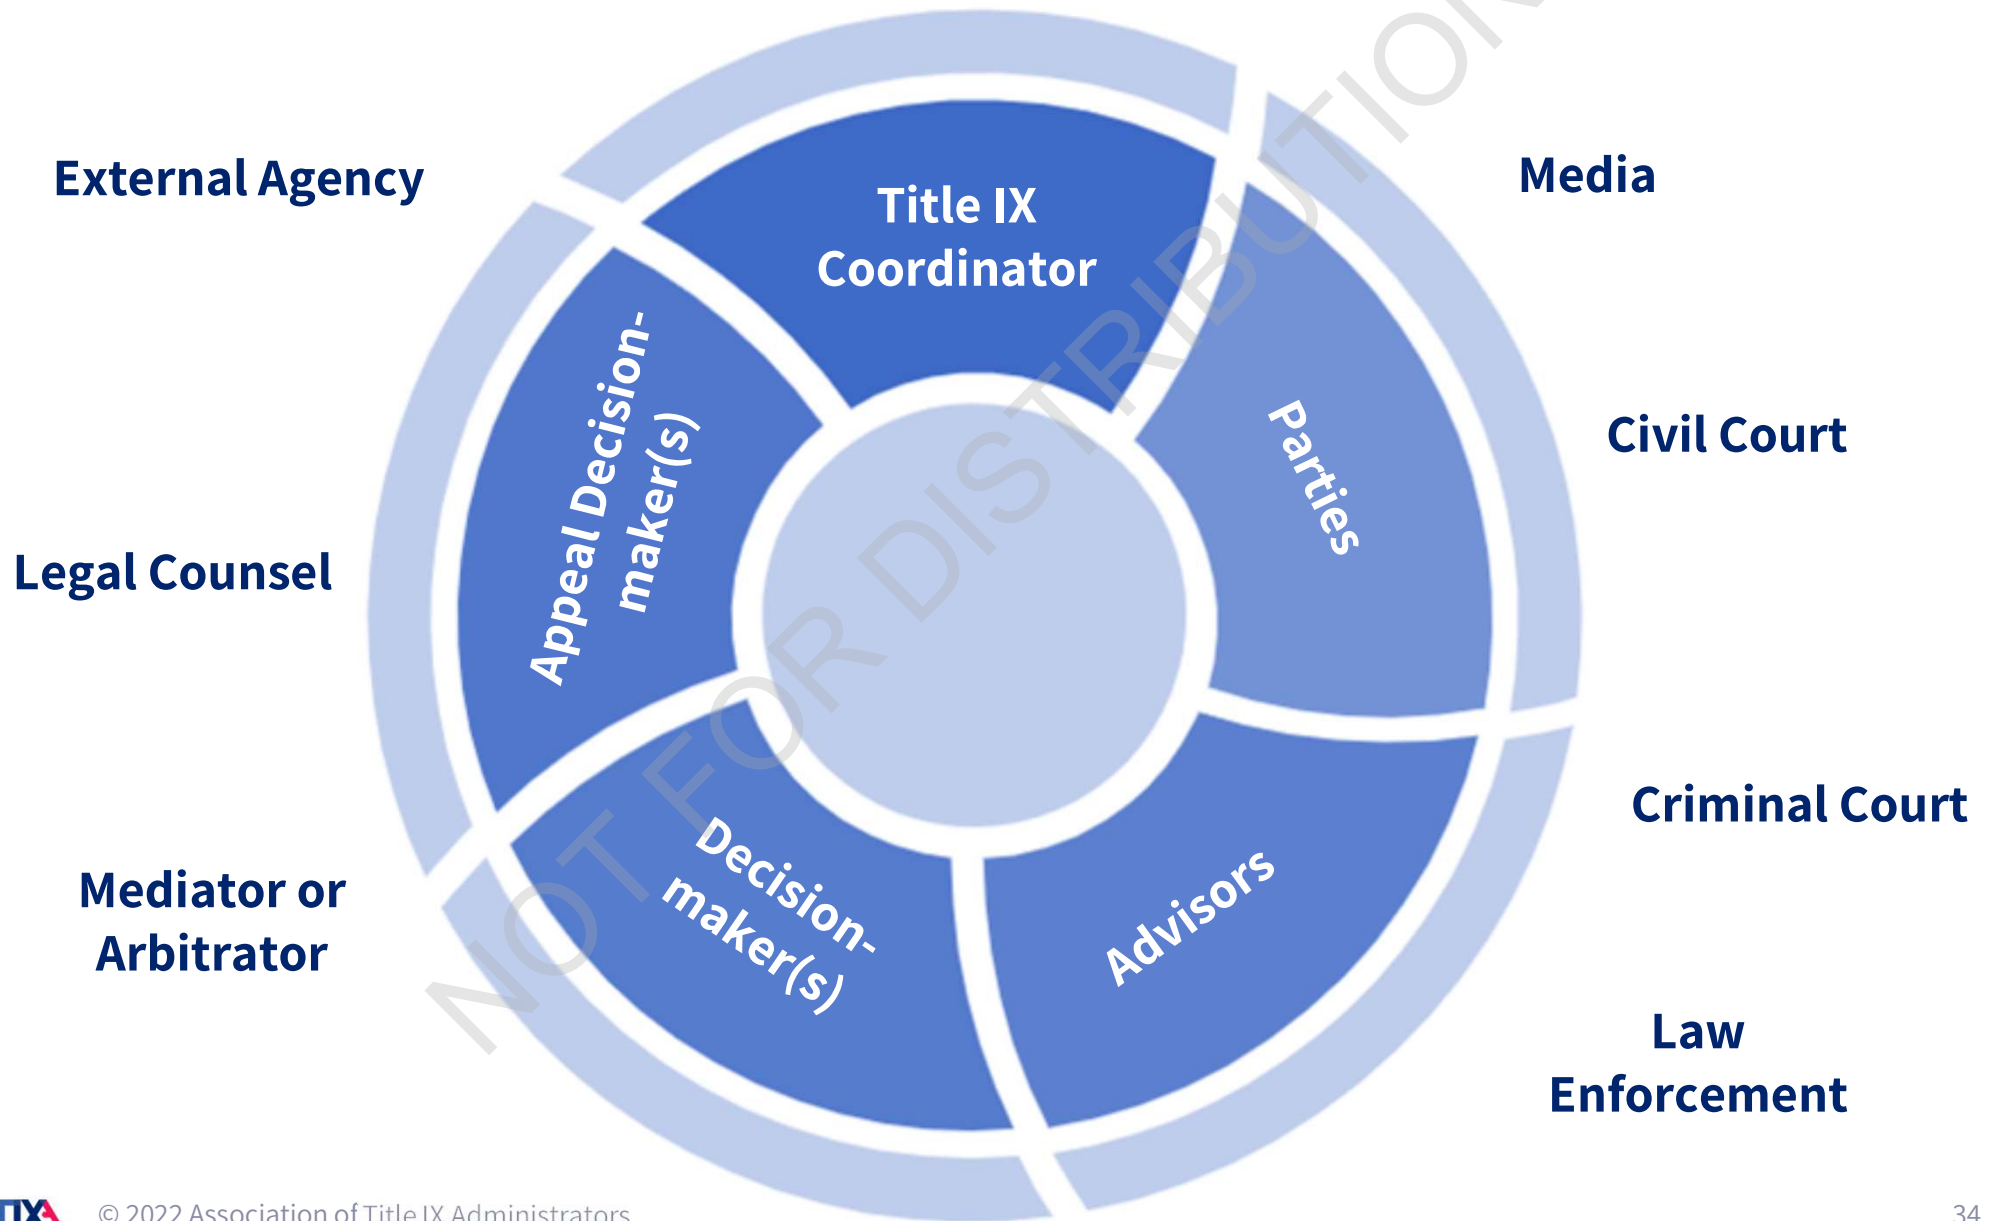 External Agency
Media
Title IX
Coordinator
Parties
Civil Court
Appeal Decision-
maker(s)
Legal Counsel
Criminal Court
Decision-
maker(s)
Advisors
Mediator or
Arbitrator
Law
Enforcement
NOT FOR DISTRIBUTION
© 2022 Association of Title IX Administrators
34